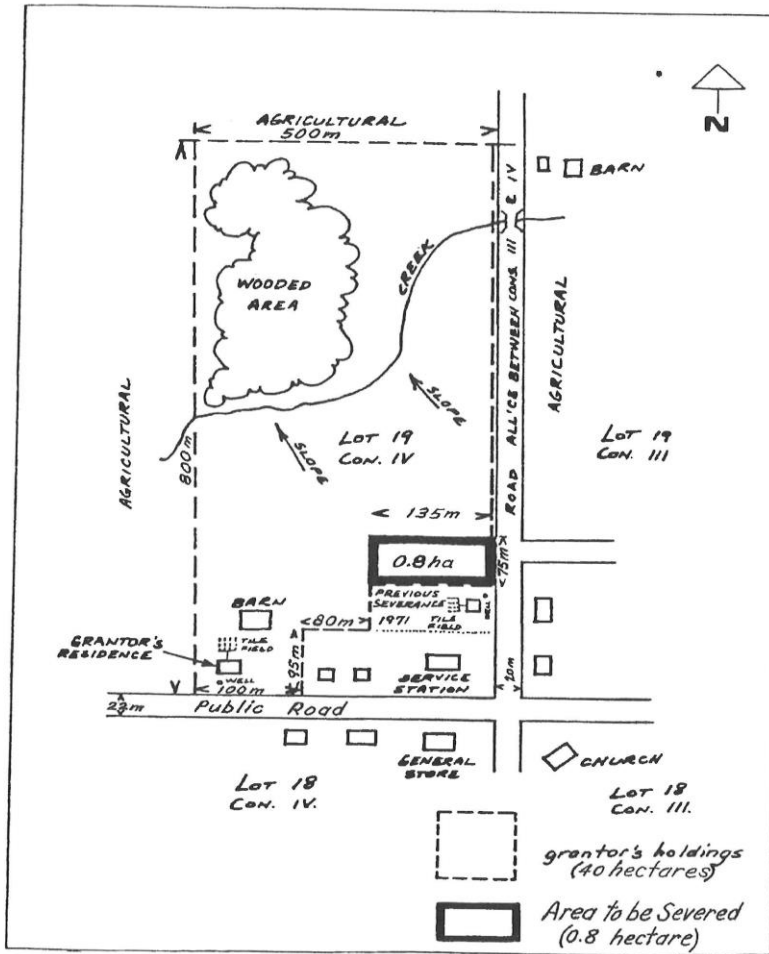 N
AGRICULTURAL
500m
BARN
ROAD ALL'CE BETWEEN CONS. III & IV
WOODED
AREA
CREEK
AGRICULTURAL
AGRICULTURAL
800m
SLOPE
SLOPE
LOT 19
CON. IV
LOT 19
CON. III
135m
0.8 ha
75m
PREVIOUS
SEVERANCE
1971
WELL
TILE
FIELD
BARN
80m
GRANTOR'S
RESIDENCE
TILE
FIELD
WELL
95m
100m
SERVICE
STATION
20m
23m
Public Road
GENERAL
STORE
CHURCH
LOT 18
CON. IV.
LOT 18
CON. III.
grantor's holdings
(40 hectares)
Area to be Severed
(0.8 hectare)